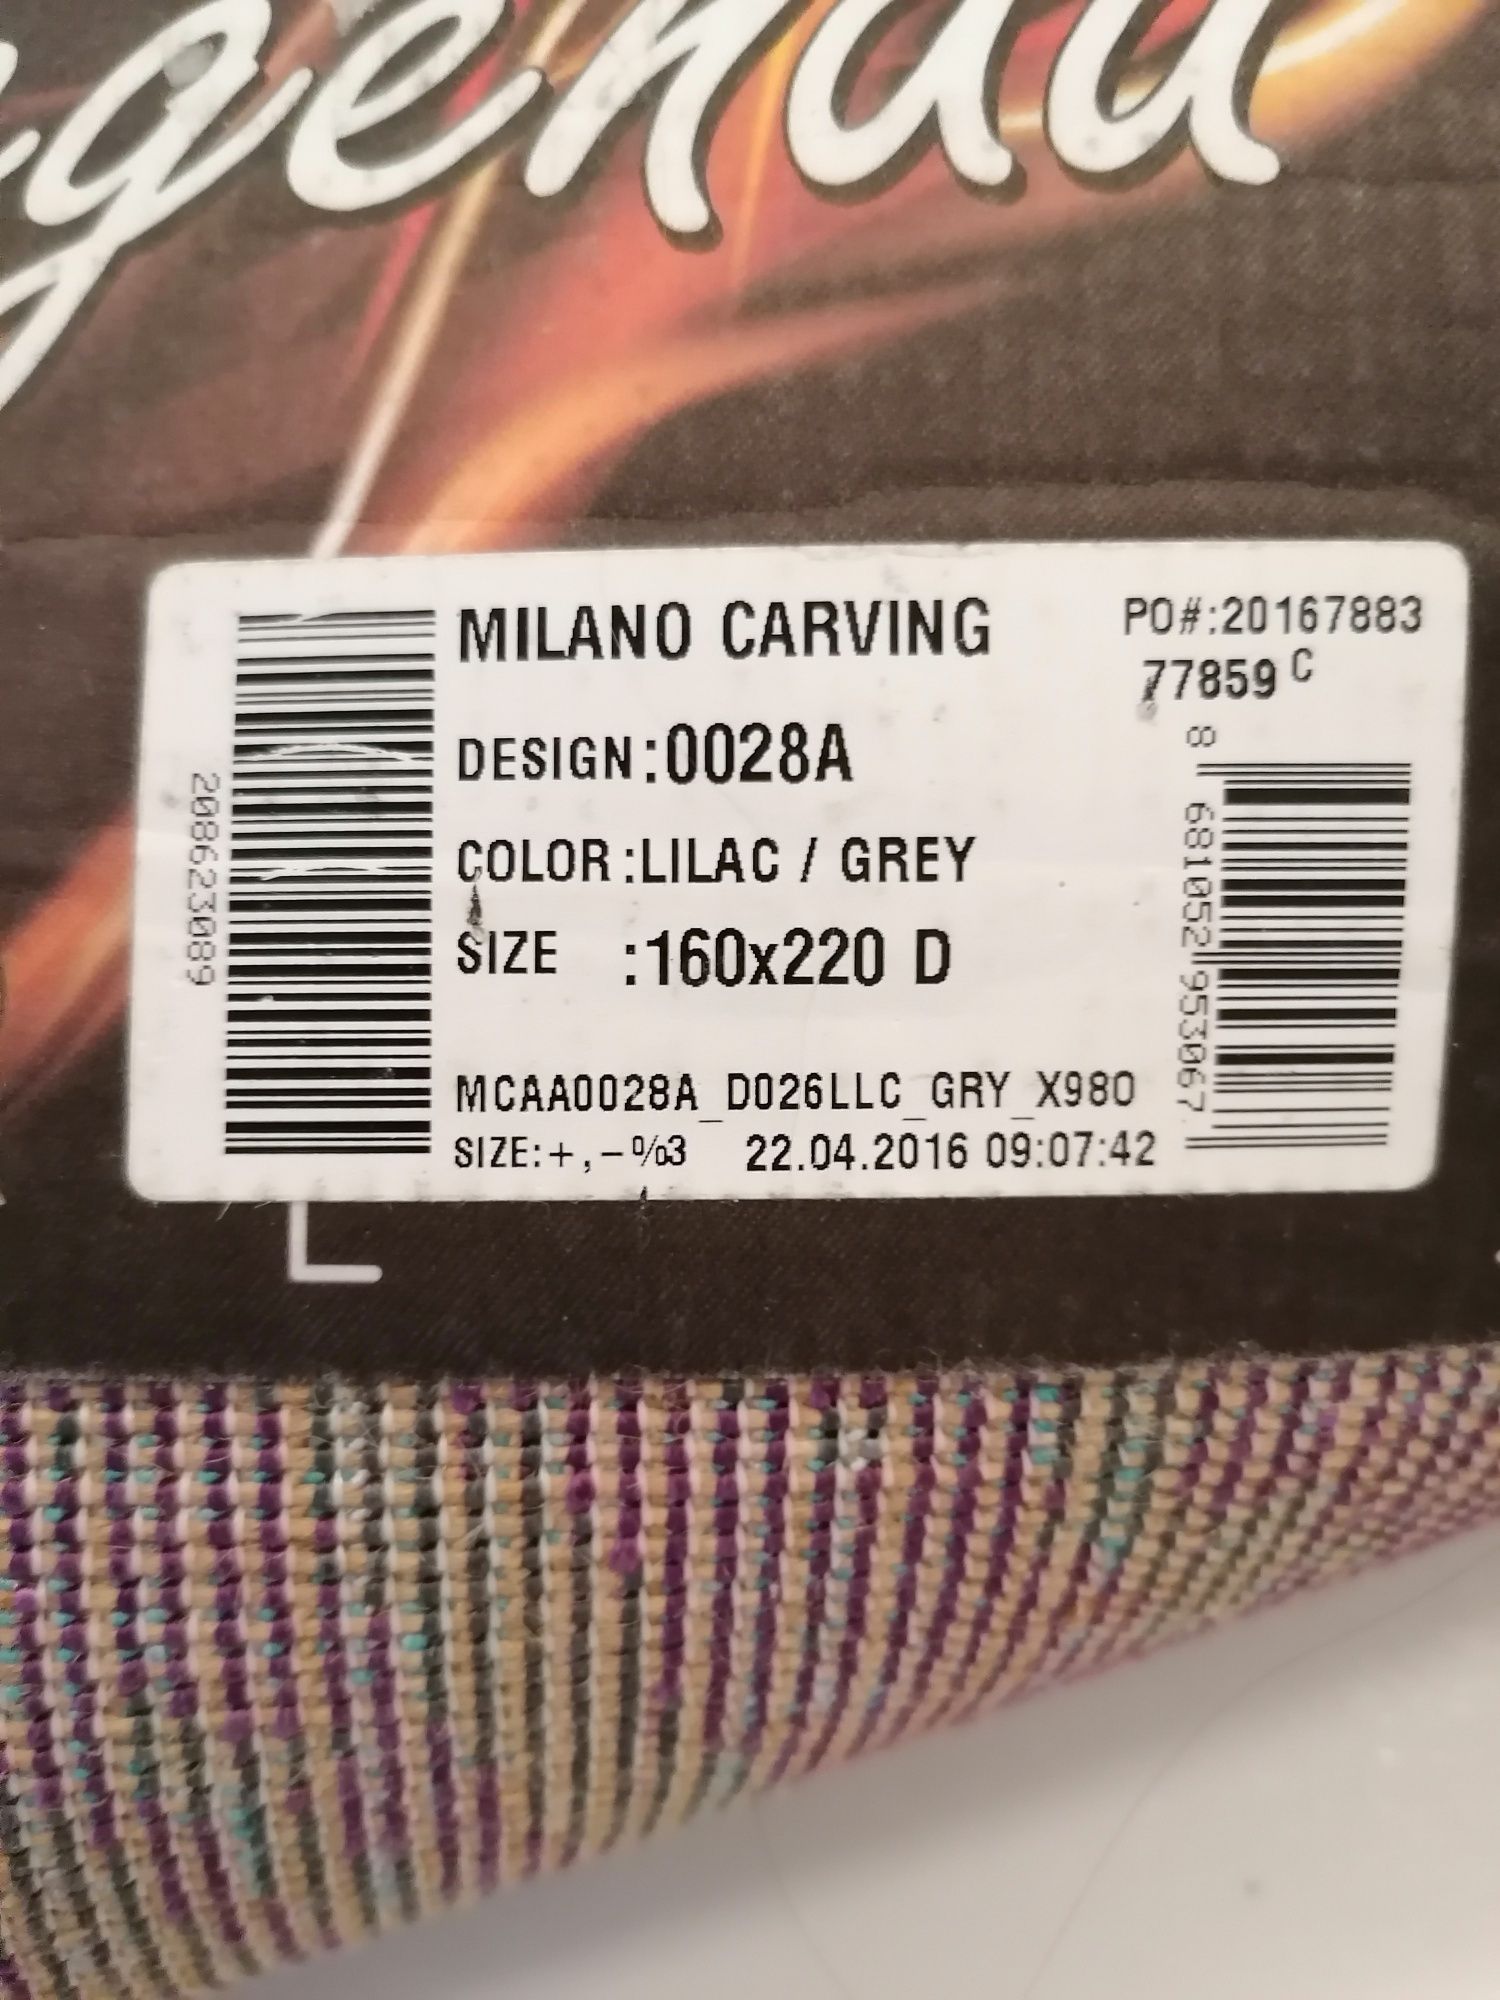 MILANO CARVING
PO#:20167883
77859 C
DESIGN:0028A
COLOR:LILAC / GREY
SIZE :160x220 D
MCAA0028A_D026LLC_GRY_X980
SIZE:+,-%3 22.04.2016 09:07:42
208623089
8 681052 953067
L